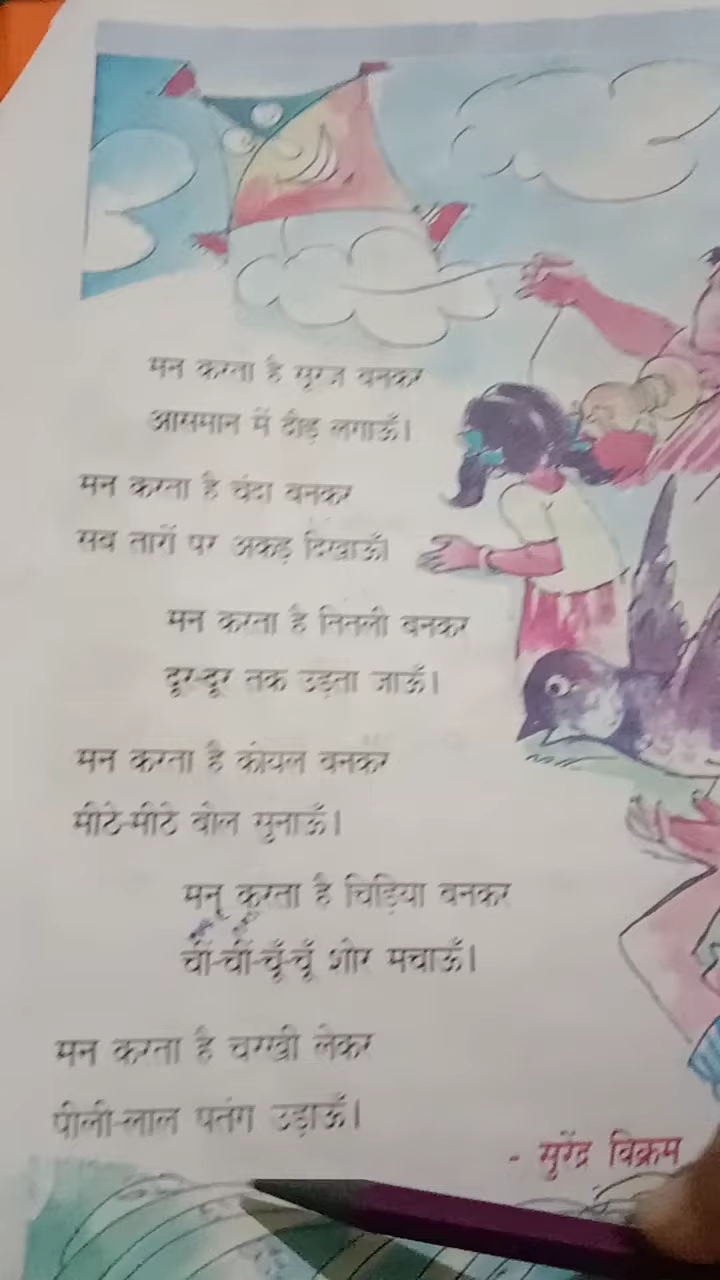 मन करता है सूरज बनकर
आसमान में दौड़ लगाऊँ।
मन करता है चंदा बनकर
सब तारों पर अकड़ दिखाऊँ।
मन करता है तितली बनकर
दूर-दूर तक उड़ता जाऊँ।
मन करता है कोयल बनकर
मीठे-मीठे बोल सुनाऊँ।
मन करता है चिड़िया बनकर
चीं-चीं-चूँ-चूँ शोर मचाऊँ।
मन करता है चरखी लेकर
पीली-लाल पतंग उड़ाऊँ।
- सुरेंद्र विक्रम